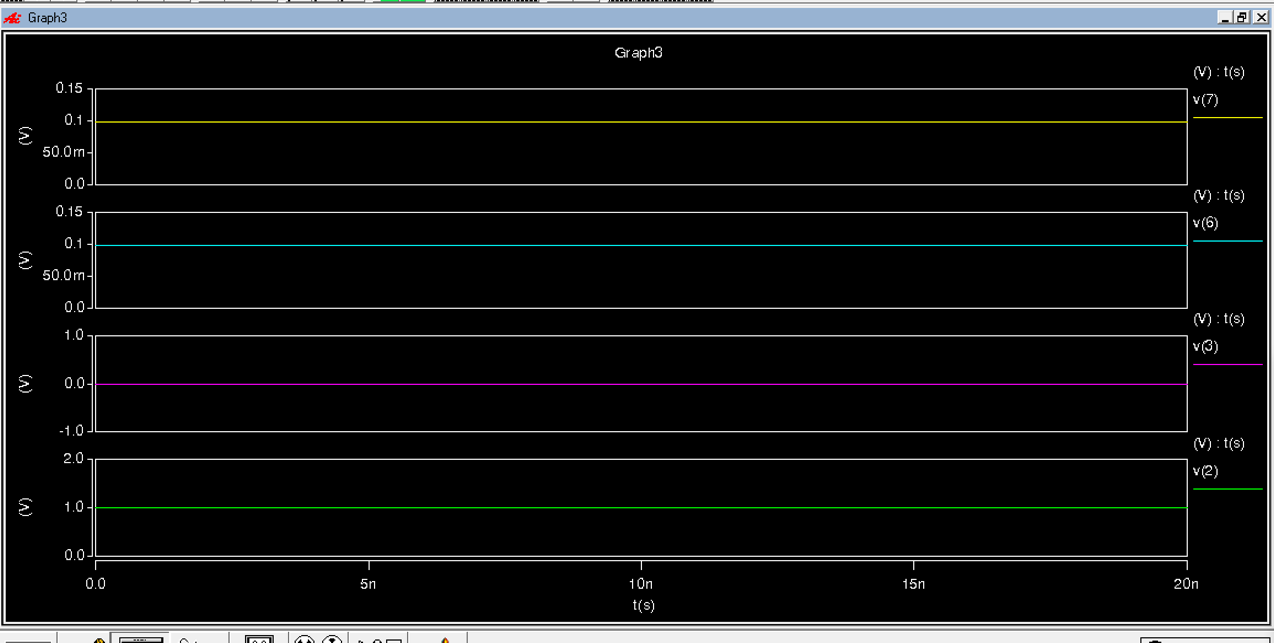 Graph3
Graph3
(V) : t(s)
v(7)
0.15
0.1
50.0m
0.0
(V)
(V) : t(s)
v(6)
0.15
0.1
50.0m
0.0
(V)
(V) : t(s)
v(3)
1.0
0.0
-1.0
(V)
(V) : t(s)
v(2)
2.0
1.0
0.0
(V)
0.0 5n 10n 15n 20n
t(s)